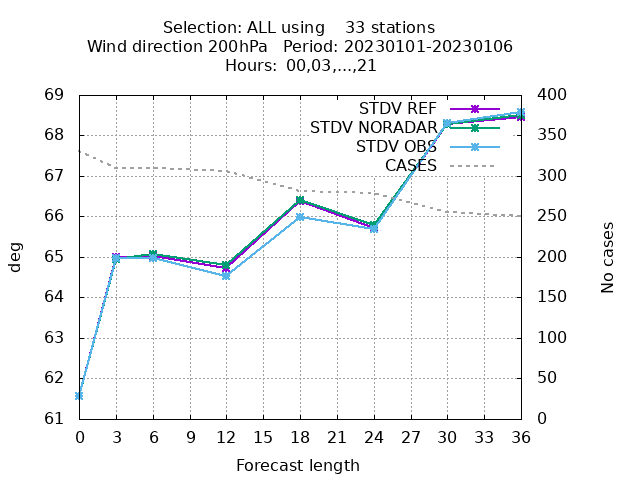 Selection: ALL using    33 stations
Wind direction 200hPa   Period: 20230101-20230106
Hours: 00,03,...,21
STDV REF
STDV NORADAR
STDV OBS
CASES
69
68
67
66
65
64
63
62
61
400
350
300
250
200
150
100
50
0
deg
No cases
0 3 6 9 12 15 18 21 24 27 30 33 36
Forecast length